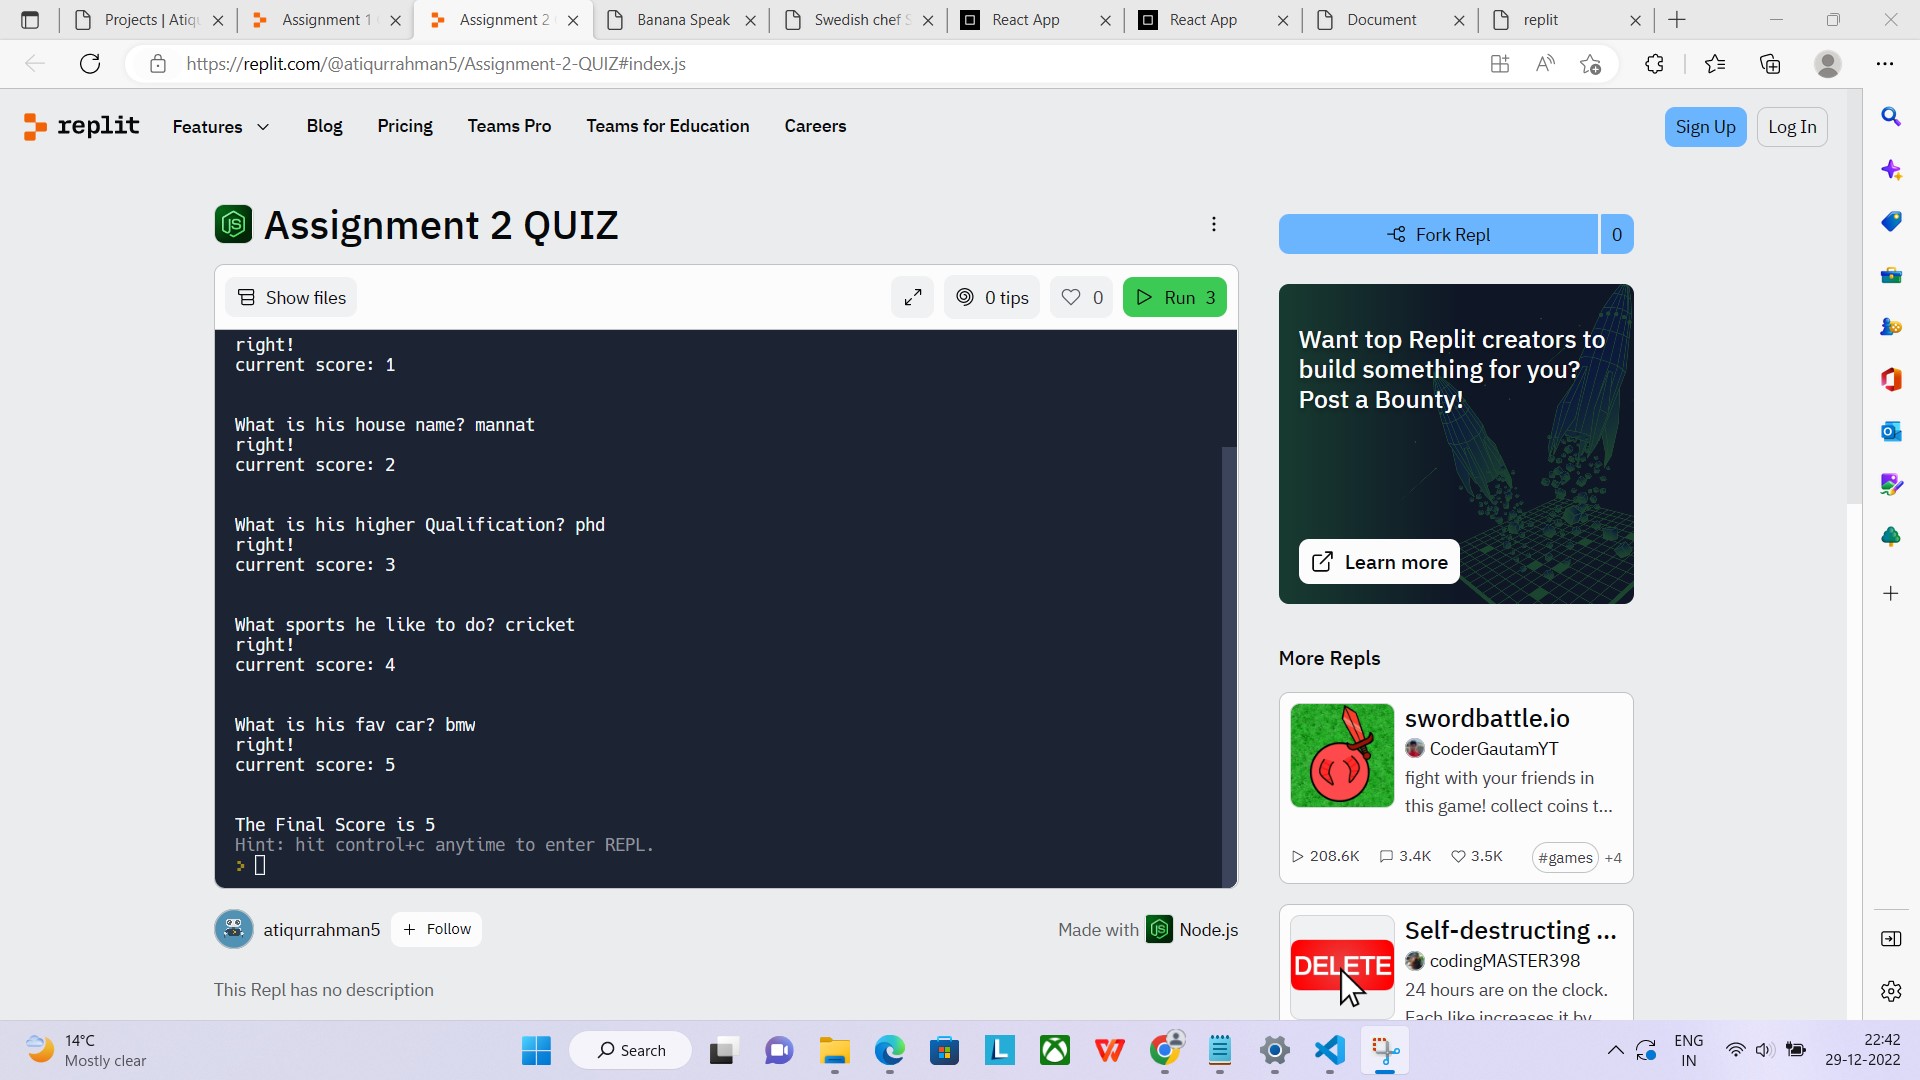 Projects | Atiqu
Assignment 1
Assignment 2
Banana Speak
Swedish chef S
React App
React App
Document
replit
https://replit.com/@atiqurrahman5/Assignment-2-QUIZ#index.js
replit
Features
Blog
Pricing
Teams Pro
Teams for Education
Careers
Sign Up
Log In
JS
Assignment 2 QUIZ
Fork Repl
0
Show files
0 tips
0
Run 3
right!
current score: 1
What is his house name? mannat
right!
current score: 2
What is his higher Qualification? phd
right!
current score: 3
What sports he like to do? cricket
right!
current score: 4
What is his fav car? bmw
right!
current score: 5
The Final Score is 5
Hint: hit control+c anytime to enter REPL.
>
Want top Replit creators to
build something for you?
Post a Bounty!
Learn more
More Repls
swordbattle.io
CoderGautamYT
fight with your friends in
this game! collect coins t...
208.6K
3.4K
3.5K
#games
+4
Self-destructing ...
codingMASTER398
DELETE
24 hours are on the clock.
Each like increases it by
atiqurrahman5
+ Follow
Made with JS Node.js
This Repl has no description
14°C
Mostly clear
Search
ENG
IN
22:42
29-12-2022